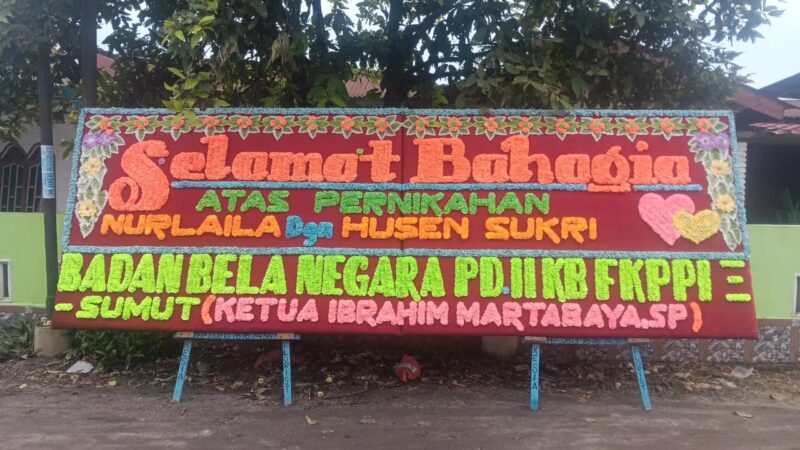 Selamat Bahagia
ATAS PERNIKAHAN
NURLAILA Dgn HUSEN SUKRI
BADAN BELA NEGARA PD.II KB FKPPI =
- SUMUT (KETUA IBRAHIM MARTABAYA.SP)